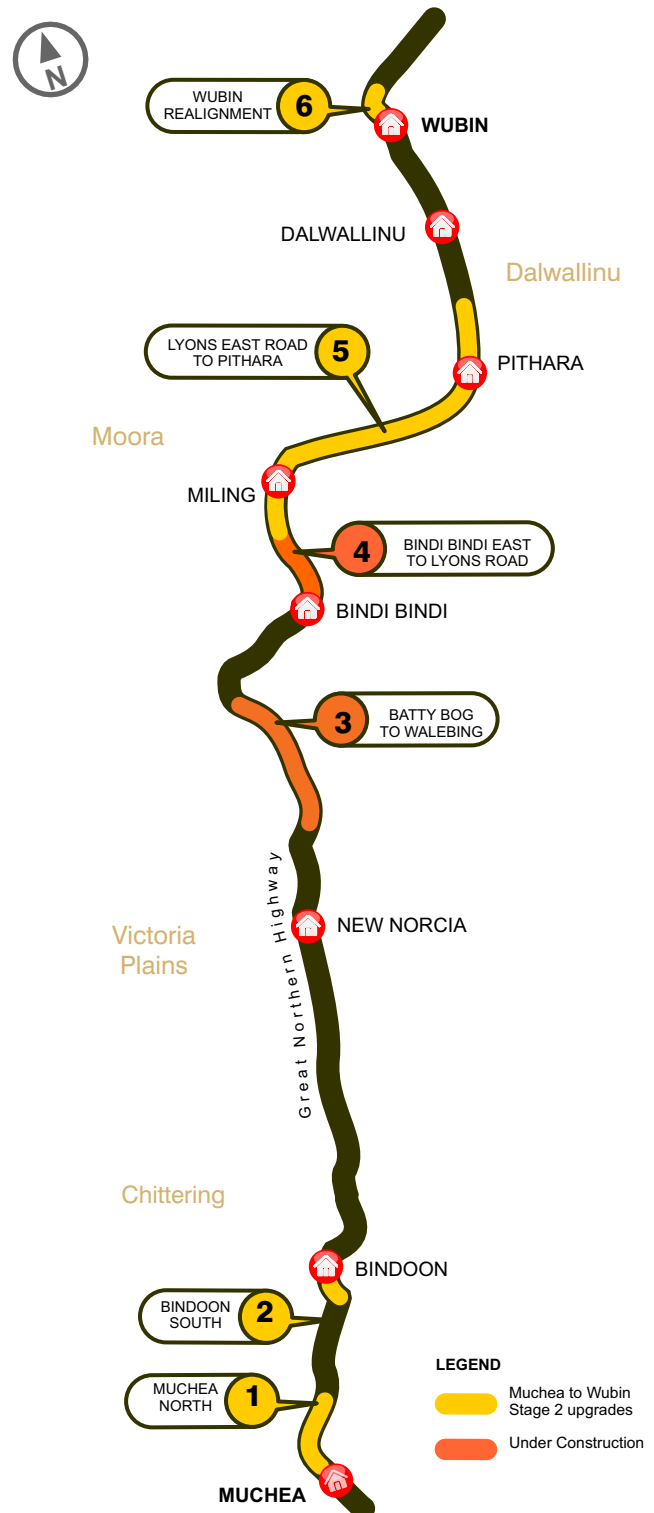 N
WUBIN
REALIGNMENT
6
WUBIN
DALWALLINU
Dalwallinu
LYONS EAST ROAD
TO PITHARA
5
PITHARA
Moora
MILING
4
BINDI BINDI EAST
TO LYONS ROAD
BINDI BINDI
3
BATTY BOG
TO WALEBING
Great Northern Highway
NEW NORCIA
Victoria
Plains
Chittering
BINDOON
BINDOON
SOUTH
2
MUCHEA
NORTH
1
MUCHEA
LEGEND
Muchea to Wubin
Stage 2 upgrades
Under Construction